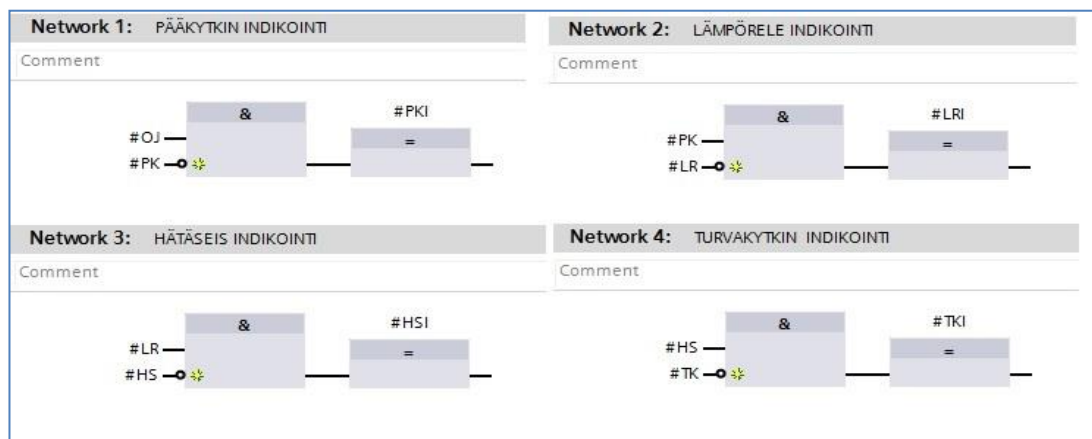 Network 1: PÄÄKYTKIN INDIKOINTI
Comment
&
#PKI
#OJ
=
#PK
Network 2: LÄMPÖRELE INDIKOINTI
Comment
&
#LRI
#PK
=
#LR
Network 3: HÄTÄSEIS INDIKOINTI
Comment
&
#HSI
#LR
=
#HS
Network 4: TURVAKYTKIN INDIKOINTI
Comment
&
#TKI
#HS
=
#TK